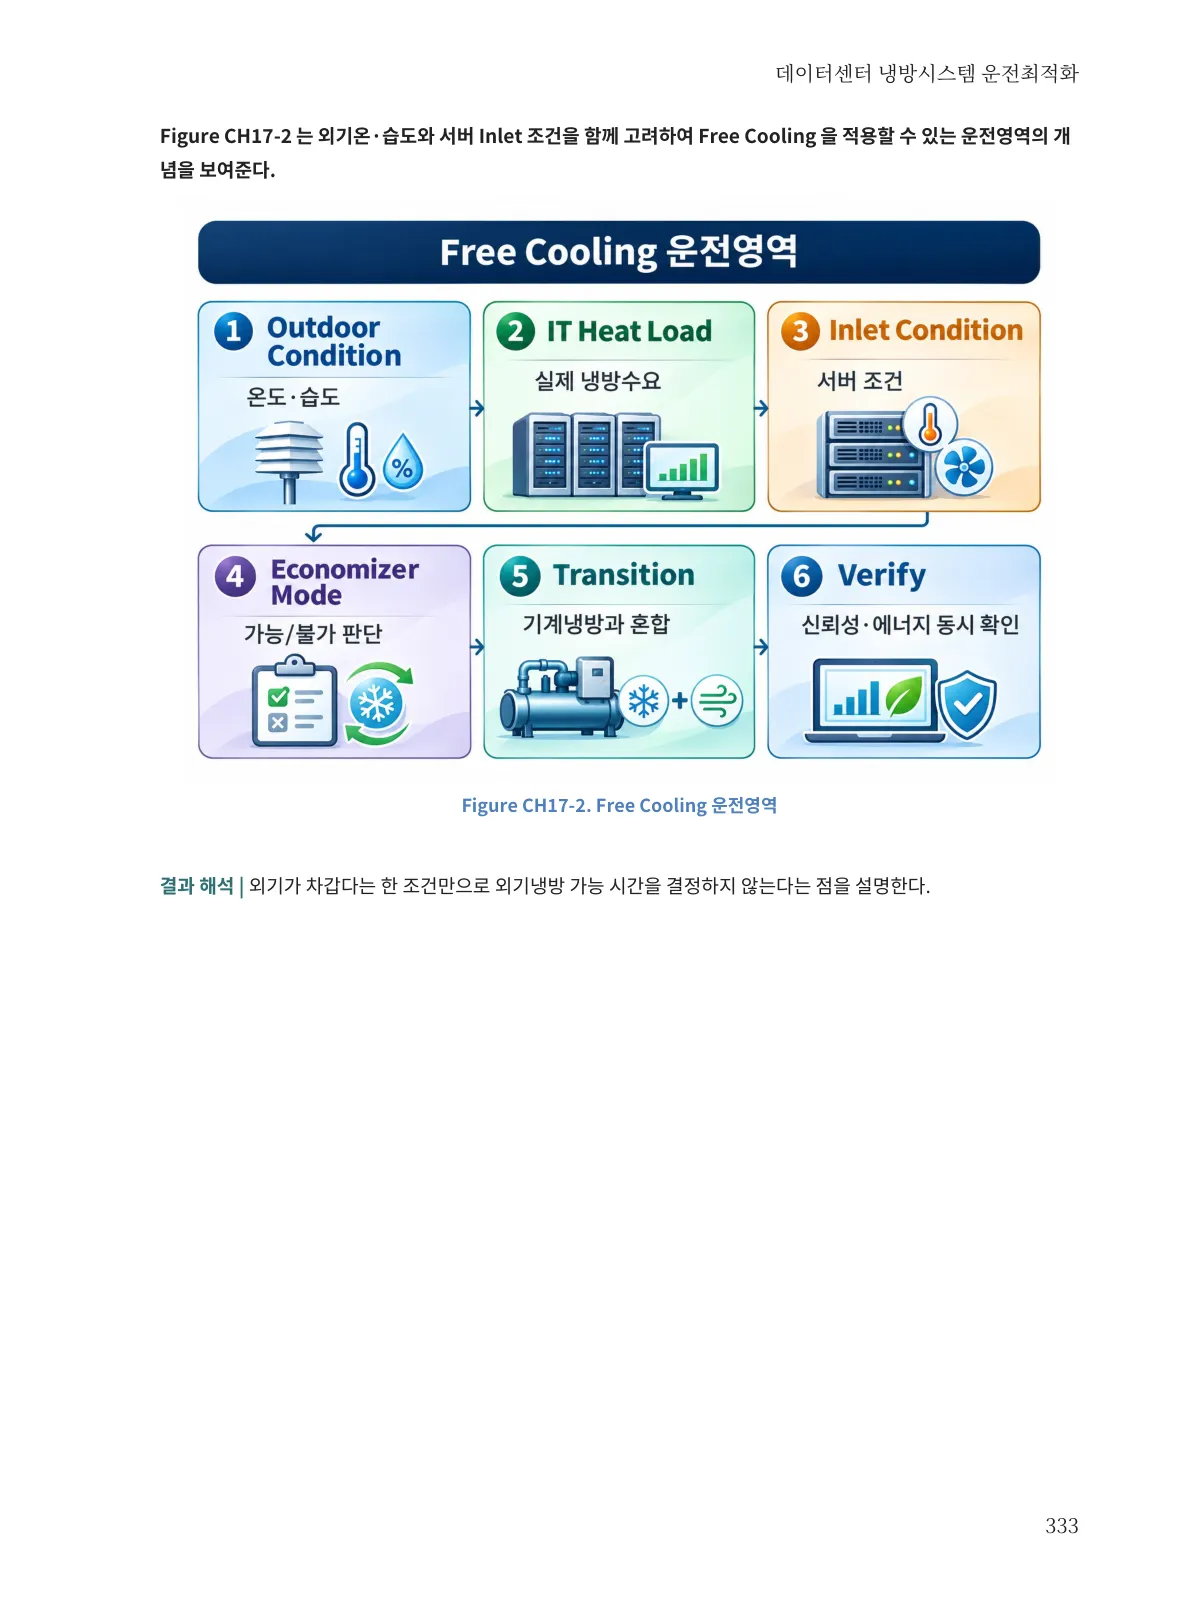 데이터센터 냉방시스템 운전최적화
Figure CH17-2 는 외기온·습도와 서버 Inlet 조건을 함께 고려하여 Free Cooling 을 적용할 수 있는 운전영역의 개
념을 보여준다.
Free Cooling 운전영역
1 Outdoor
Condition
온도·습도
%
2 IT Heat Load
실제 냉방수요
3 Inlet Condition
서버 조건
4 Economizer
Mode
가능/불가 판단
5 Transition
기계냉방과 혼합
+
6 Verify
신뢰성·에너지 동시 확인
Figure CH17-2. Free Cooling 운전영역
결과 해석 | 외기가 차갑다는 한 조건만으로 외기냉방 가능 시간을 결정하지 않는다는 점을 설명한다.
333